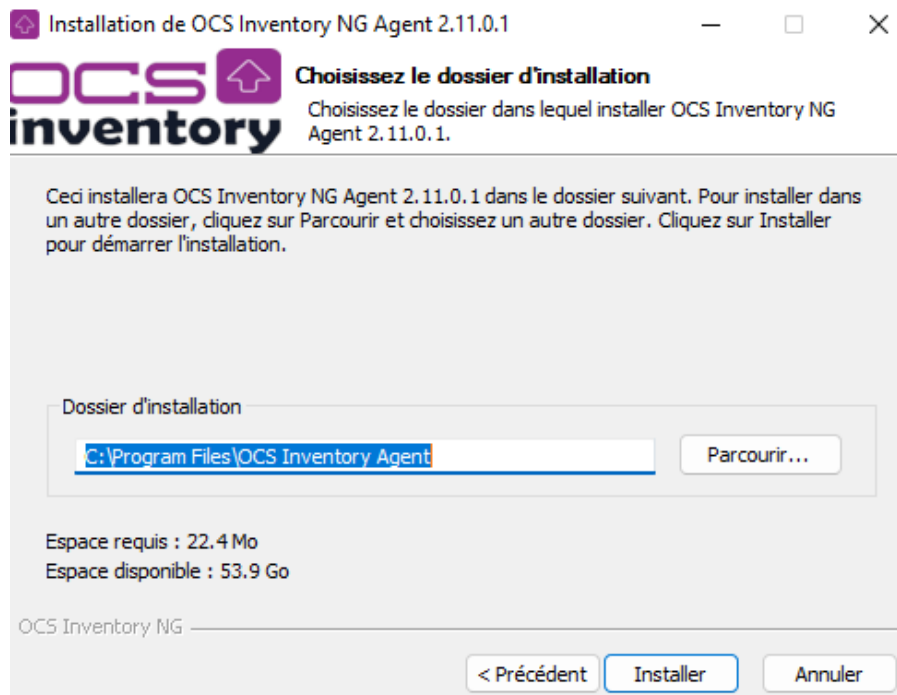 Installation de OCS Inventory NG Agent 2.11.0.1
OCS
inventory
Choisissez le dossier d'installation
Choisissez le dossier dans lequel installer OCS Inventory NG
Agent 2.11.0.1.
Ceci installera OCS Inventory NG Agent 2.11.0.1 dans le dossier suivant. Pour installer dans
un autre dossier, cliquez sur Parcourir et choisissez un autre dossier. Cliquez sur Installer
pour démarrer l'installation.
Dossier d'installation
C:\Program Files\OCS Inventory Agent
Parcourir...
Espace requis : 22.4 Mo
Espace disponible : 53.9 Go
OCS Inventory NG
< Précédent
Installer
Annuler